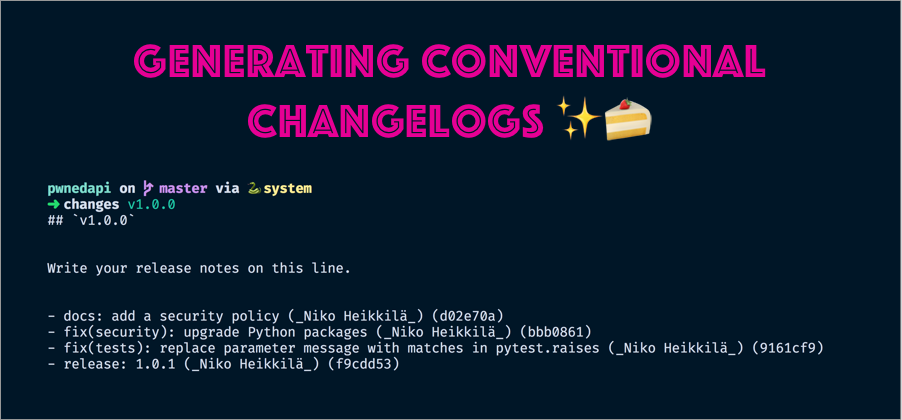 GENERATING CONVENTIONAL
CHANGELOGS ✨🍰
pwnedapi on master via 🐍 system
➜ changes v1.0.0
## `v1.0.0`
Write your release notes on this line.
- docs: add a security policy (_Niko Heikkilä_) (d02e70a)
- fix(security): upgrade Python packages (_Niko Heikkilä_) (bbb0861)
- fix(tests): replace parameter message with matches in pytest.raises (_Niko Heikkilä_) (9161cf9)
- release: 1.0.1 (_Niko Heikkilä_) (f9cdd53)